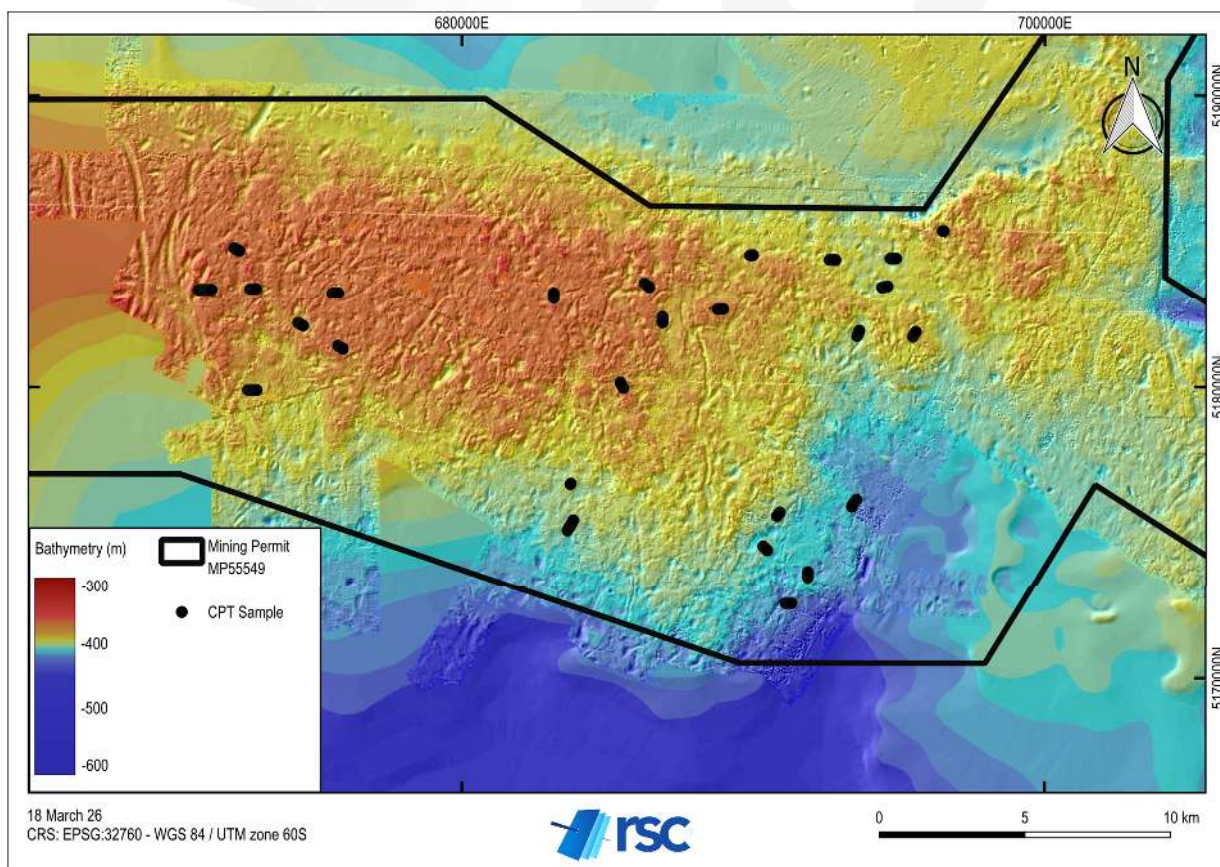 680000E
700000E
N
5190000N
5180000N
5170000N
Bathymetry (m)
-300
-400
-500
-600
Mining Permit
MP55549
CPT Sample
18 March 26
CRS: EPSG:32760 - WGS 84 / UTM zone 60S
rsc
0 5 10 km